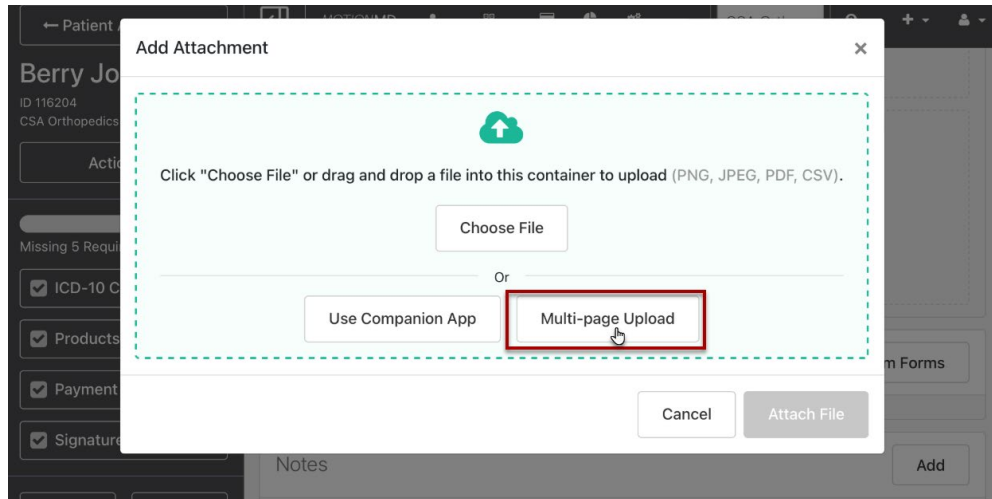 ← Patient
MOTIONMD
Add Attachment
×
Berry Jo
ID 116204
CSA Orthopedics
Click "Choose File" or drag and drop a file into this container to upload (PNG, JPEG, PDF, CSV).
Choose File
Missing 5 Requi
Or
ICD-10 C
Use Companion App
Multi-page Upload
Products
m Forms
Payment
Cancel
Attach File
Signature
Notes
Add